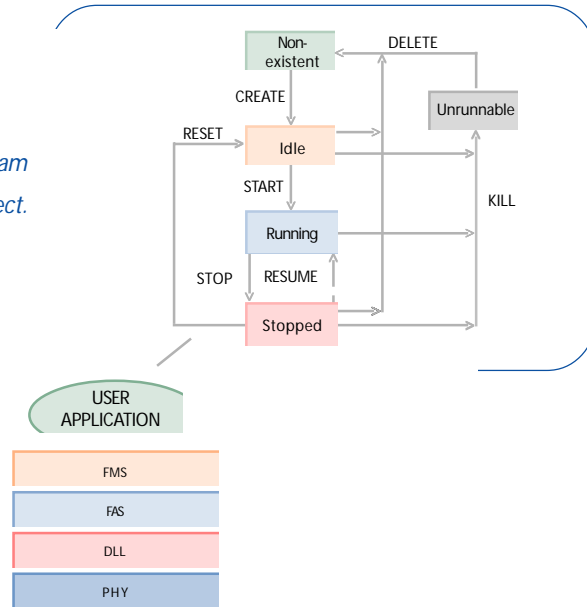 Non-
existent
DELETE
CREATE
Unrunnable
RESET
Idle
am
ect.
START
KILL
Running
STOP
RESUME
Stopped
USER
APPLICATION
FMS
FAS
DLL
PHY